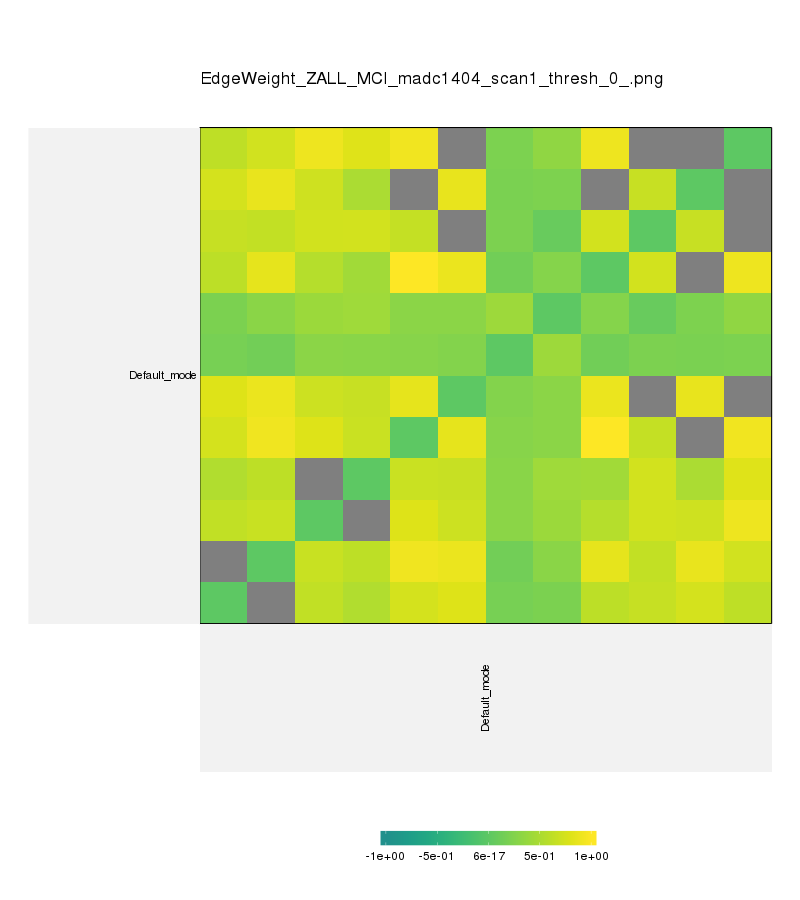 EdgeWeight_ZALL_MCI_madc1404_scan1_thresh_0_.png
Default_mode
Default_mode
-1e+00 -5e-01 6e-17 5e-01 1e+00